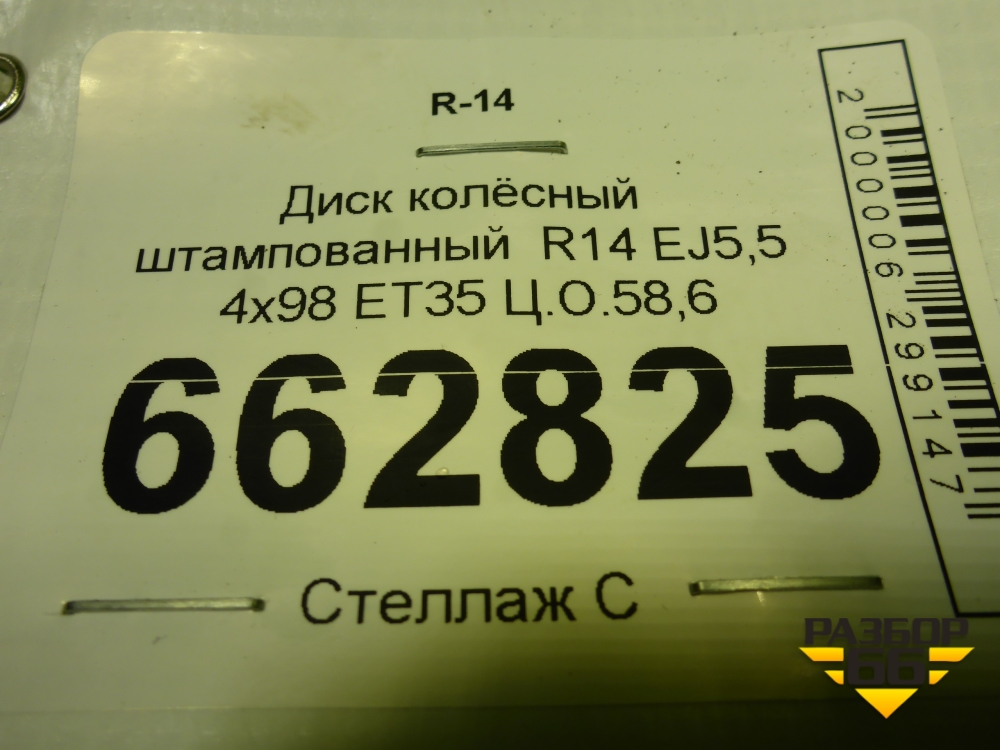 R-14
Диск колёсный
штампованный R14 EJ5,5
4x98 ET35 Ц.О.58,6
662825
Стеллаж С
2000006299147
РАЗБОР
66